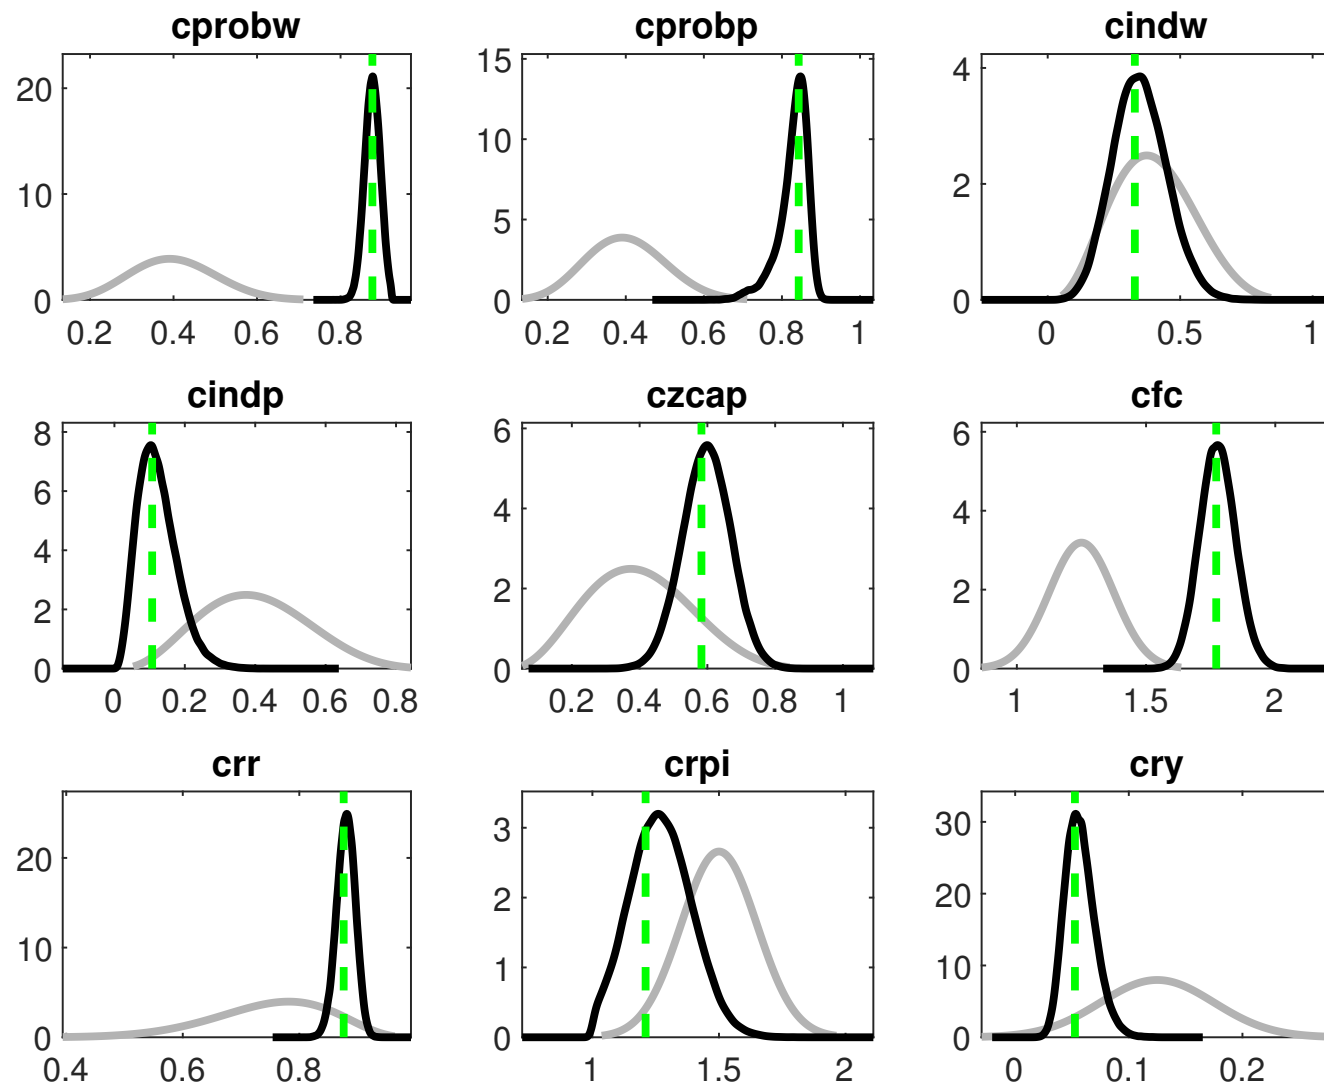 cprobw cprobp cindw
20 10 0 0.2 0.4 0.6 0.8
15 10 5 0 0.2 0.4 0.6 0.8 1
4 2 0 0 0.5 1
cindp czcap cfc
8 6 4 2 0 0 0.2 0.4 0.6 0.8
6 4 2 0 0.2 0.4 0.6 0.8 1
6 4 2 0 1 1.5 2
crr crpi cry
20 10 0 0.4 0.6 0.8
3 2 1 0 1 1.5 2
30 20 10 0 0 0.1 0.2